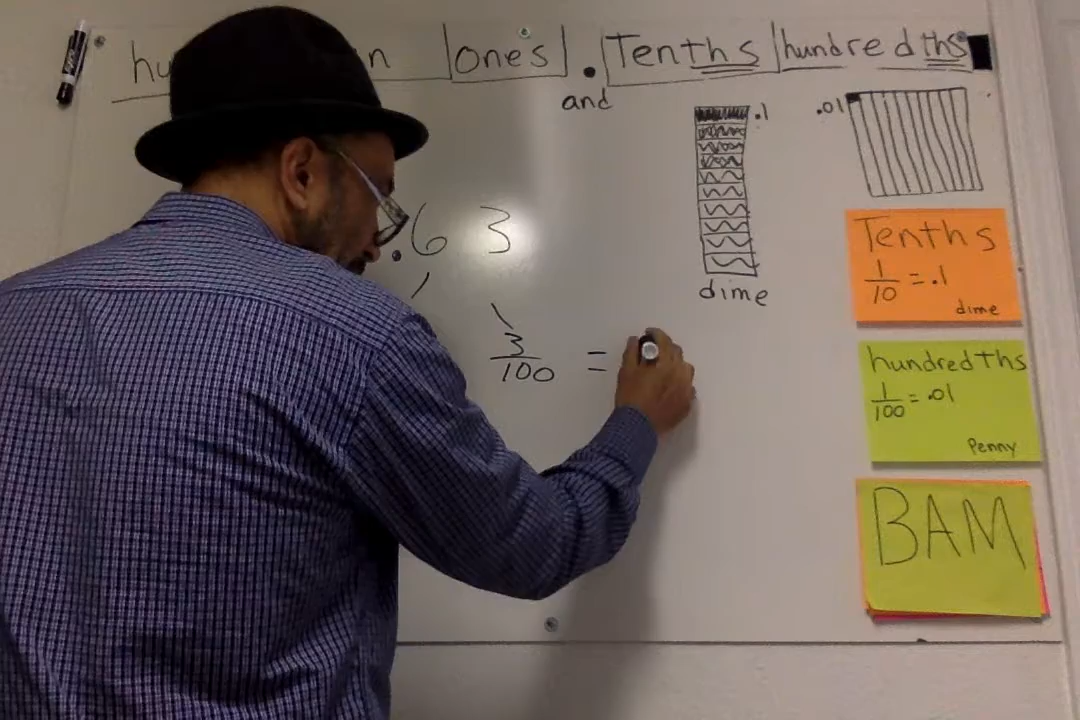 ones . Tenths hundredths
and
.1
.01
.6 3
dime
3/100 =
Tenths
1/10 = .1
dime
hundredths
1/100 = .01
Penny
BAM